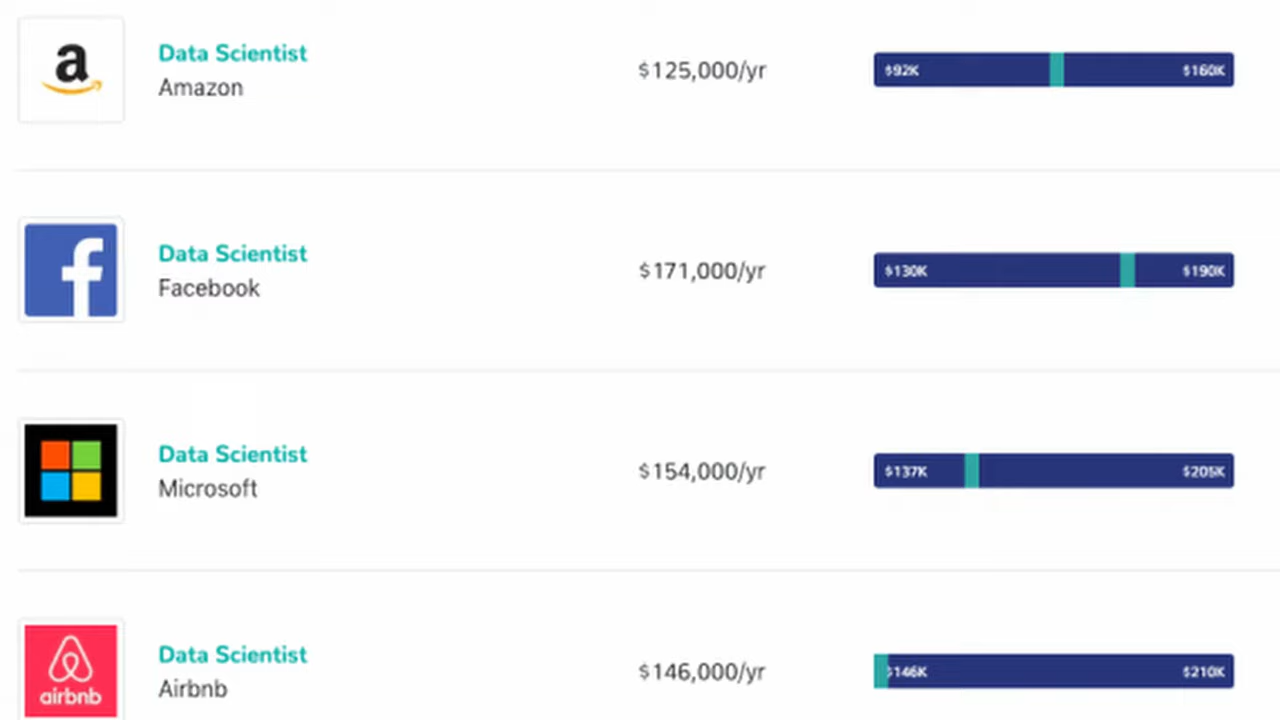 a
Data Scientist
Amazon
$125,000/yr
$92K
$160K
f
Data Scientist
Facebook
$171,000/yr
$130K
$190K
Data Scientist
Microsoft
$154,000/yr
$137K
$205K
airbnb
Data Scientist
Airbnb
$146,000/yr
$146K
$210K